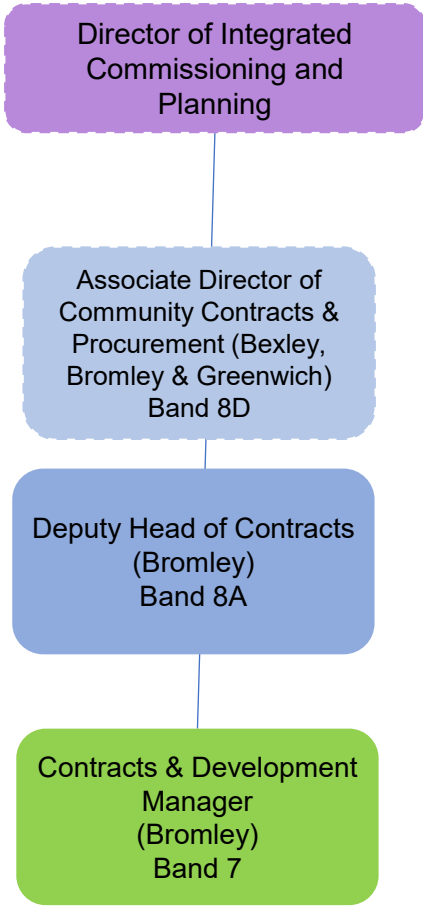 Director of Integrated
Commissioning and
Planning
Associate Director of
Community Contracts &
Procurement (Bexley,
Bromley & Greenwich)
Band 8D
Deputy Head of Contracts
(Bromley)
Band 8A
Contracts & Development
Manager
(Bromley)
Band 7